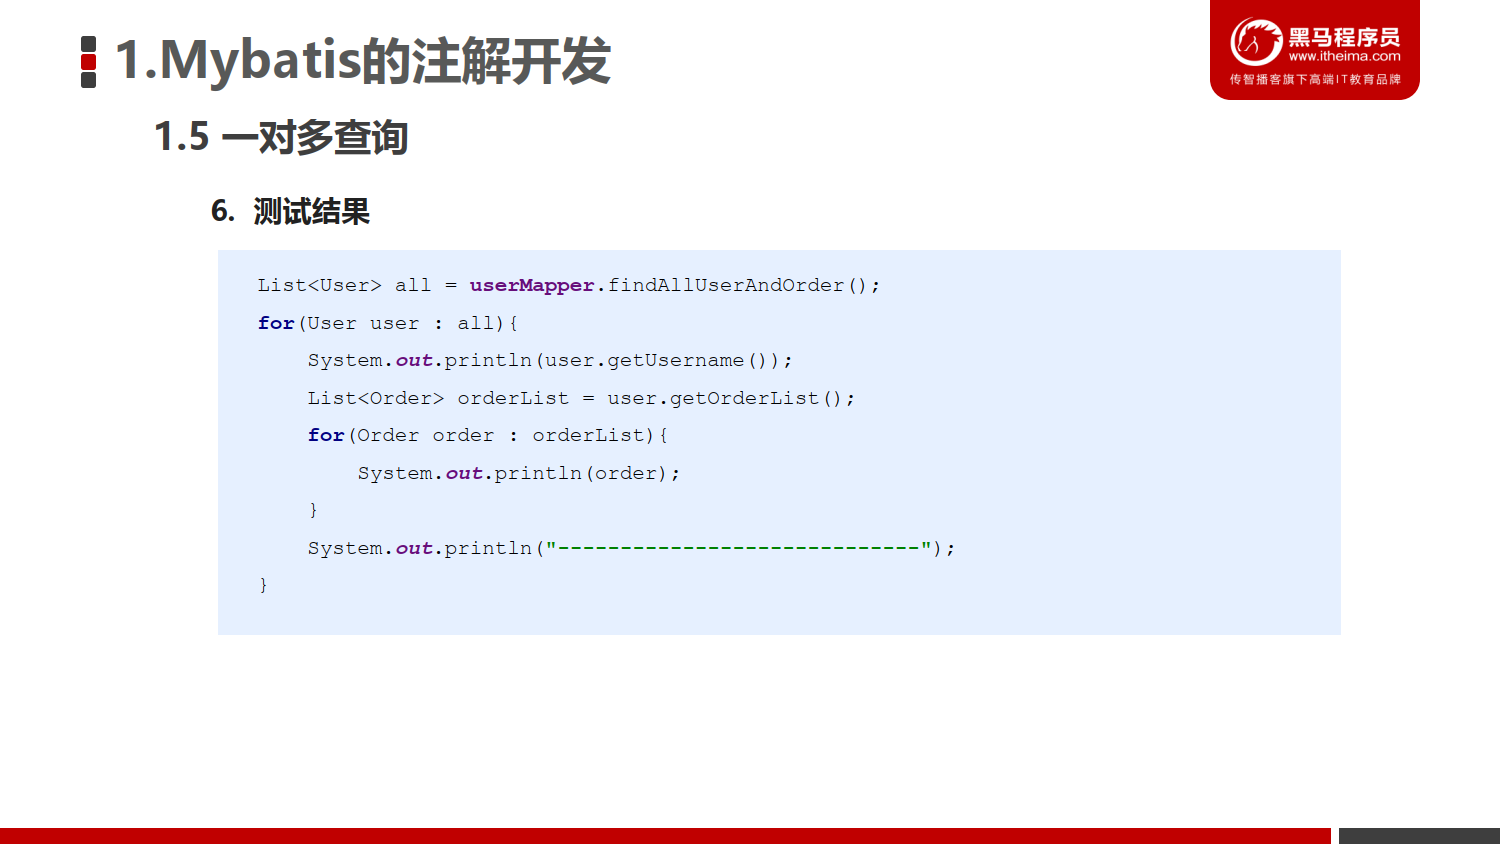 1.Mybatis的注解开发
黑马程序员
www.itheima.com
传智播客旗下高端IT教育品牌
1.5 一对多查询
6. 测试结果
List<User> all = userMapper.findAllUserAndOrder();
for(User user : all){
    System.out.println(user.getUsername());
    List<Order> orderList = user.getOrderList();
    for(Order order : orderList){
        System.out.println(order);
    }
    System.out.println("-----------------------------");
}